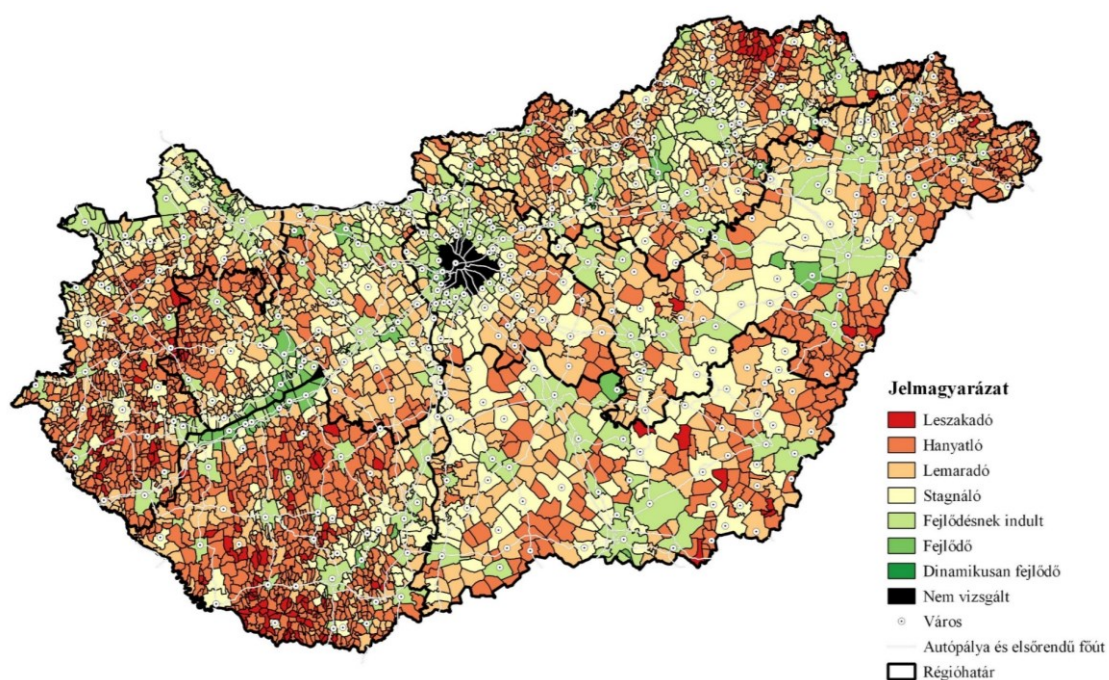 Jelmagyarázat
Leszakadó
Hanyatló
Lemaradó
Stagnáló
Fejlődésnek indult
Fejlődő
Dinamikusan fejlődő
Nem vizsgált
Város
Autópálya és elsőrendű főút
Régióhatár